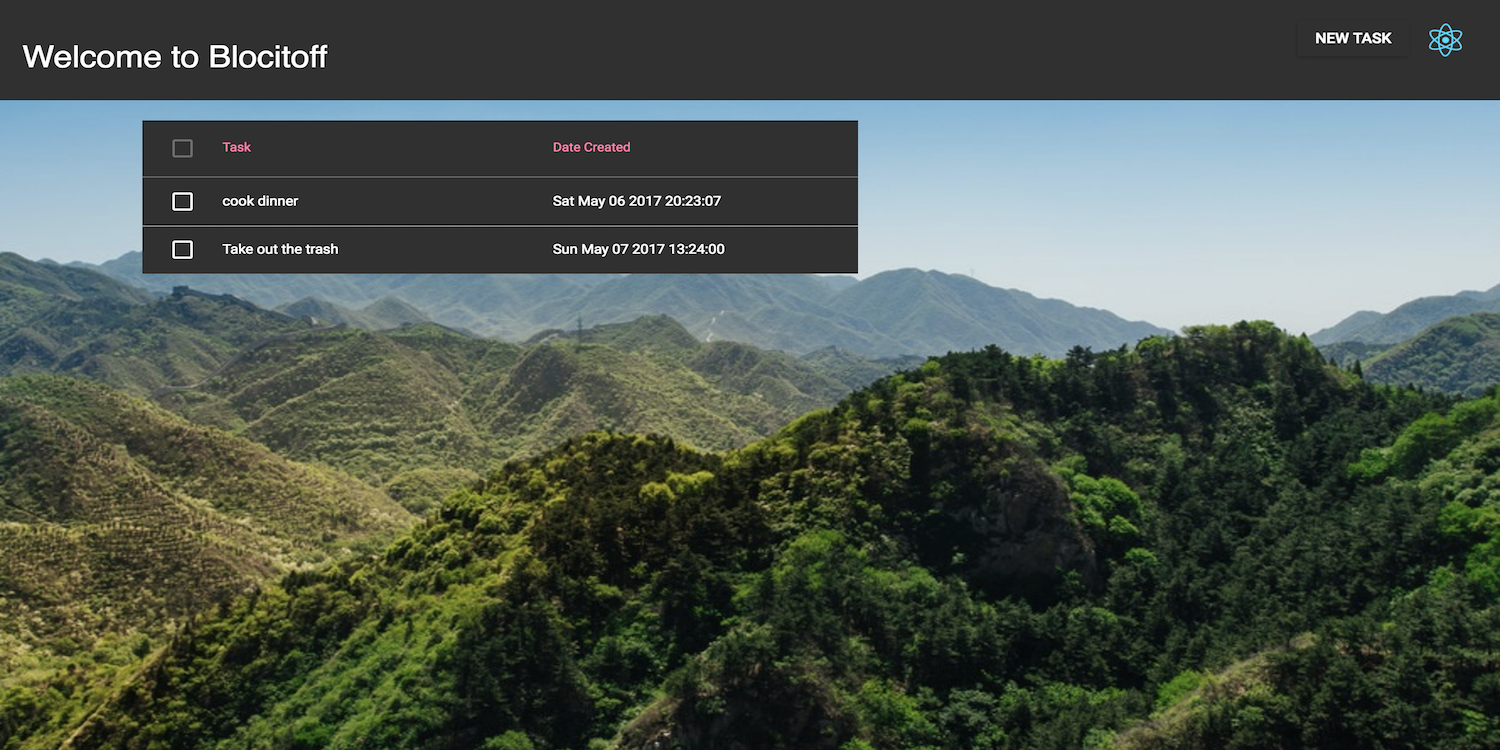 Welcome to Blocitoff
NEW TASK
Task Date Created
cook dinner Sat May 06 2017 20:23:07
Take out the trash Sun May 07 2017 13:24:00